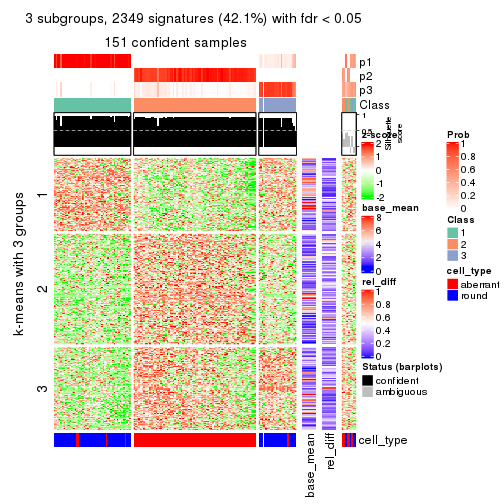 3 subgroups, 2349 signatures (42.1%) with fdr < 0.05
151 confident samples
p1
p2
p3
Class
1
0.5
Silhouette
score
k-means with 3 groups
1
2
3
cell_type
base_mean
rel_diff
z-score
2
1
0
-1
-2
base_mean
8
6
4
2
0
rel_diff
1
0.8
0.6
0.4
0.2
0
Status (barplots)
confident
ambiguous
Prob
1
0.8
0.6
0.4
0.2
0
Class
1
2
3
cell_type
aberrant
round